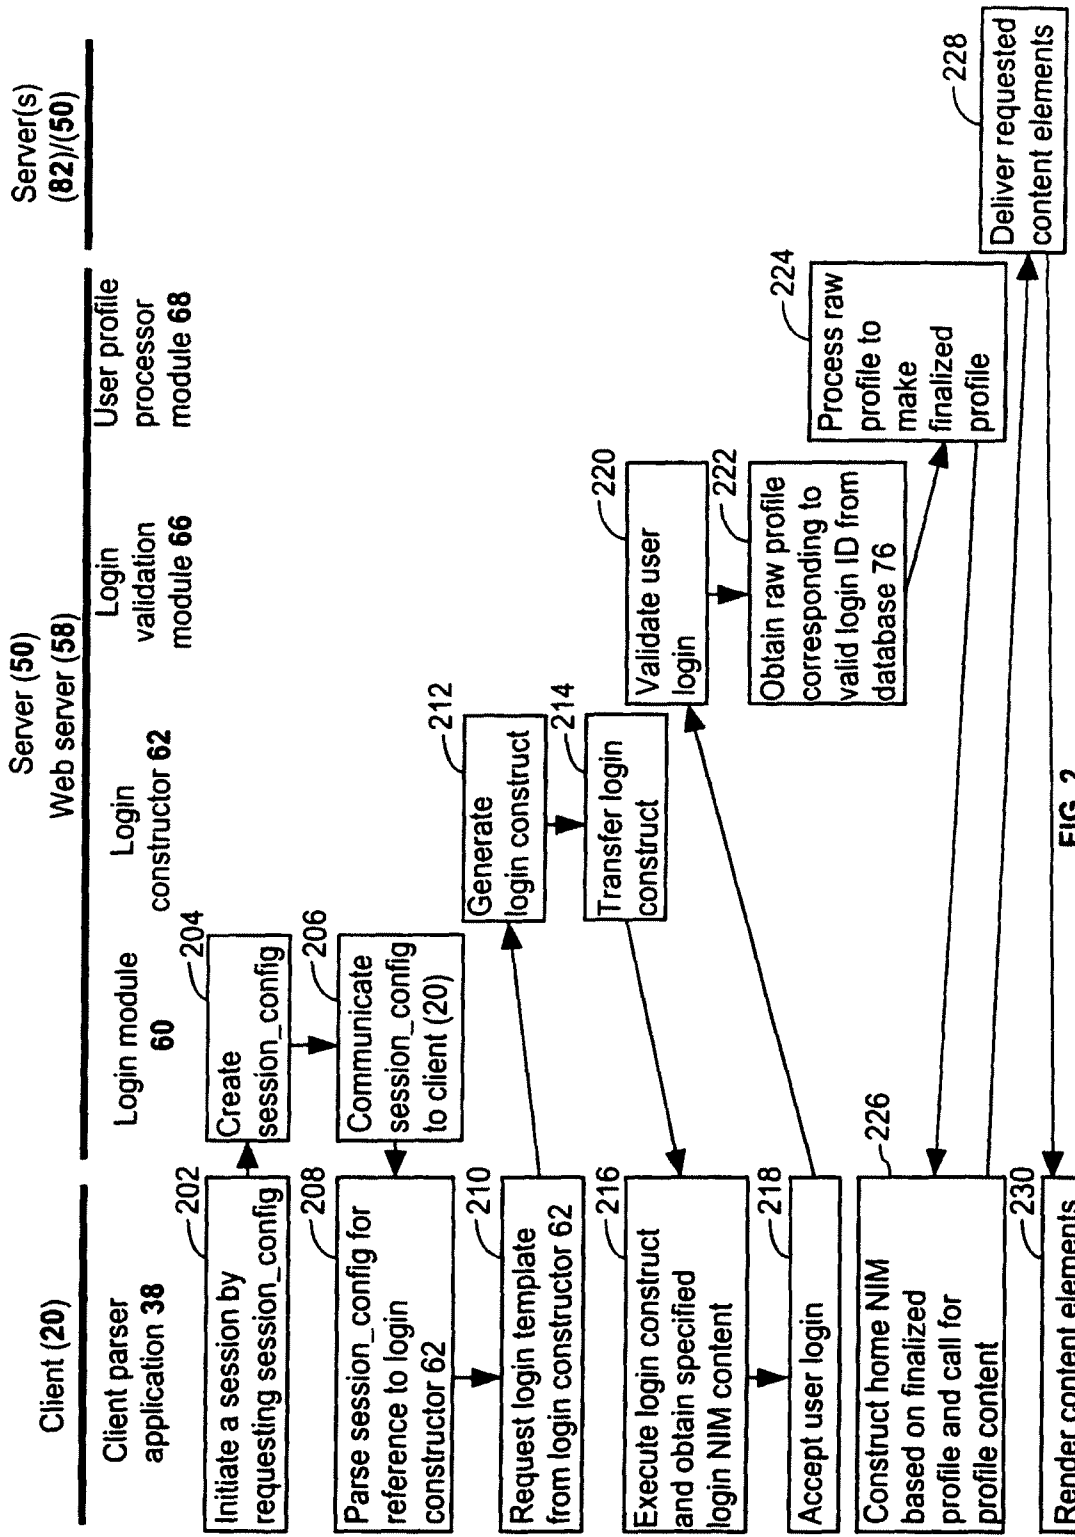 Client (20)
Server (50)
Web server (58)
Server(s)
(82)/(50)
Client parser
application 38
Login module
60
Login
constructor 62
Login
validation
module 66
User profile
processor
module 68
202
Initiate a session by
requesting session_config
204
Create
session_config
206
Communicate
session_config
to client (20)
208
Parse session_config for
reference to login
constructor 62
210
Request login template
from login constructor 62
212
Generate
login construct
214
Transfer login
construct
216
Execute login construct
and obtain specified
login NIM content
218
Accept user login
220
Validate user
login
222
Obtain raw profile
corresponding to
valid login ID from
database 76
224
Process raw
profile to
make
finalized
profile
226
Construct home NIM
based on finalized
profile and call for
profile content
228
Deliver requested
content elements
230
Render content elements
FIG. 2